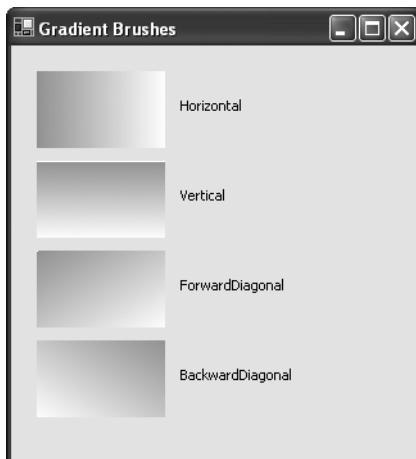 Gradient Brushes
Horizontal
Vertical
ForwardDiagonal
BackwardDiagonal